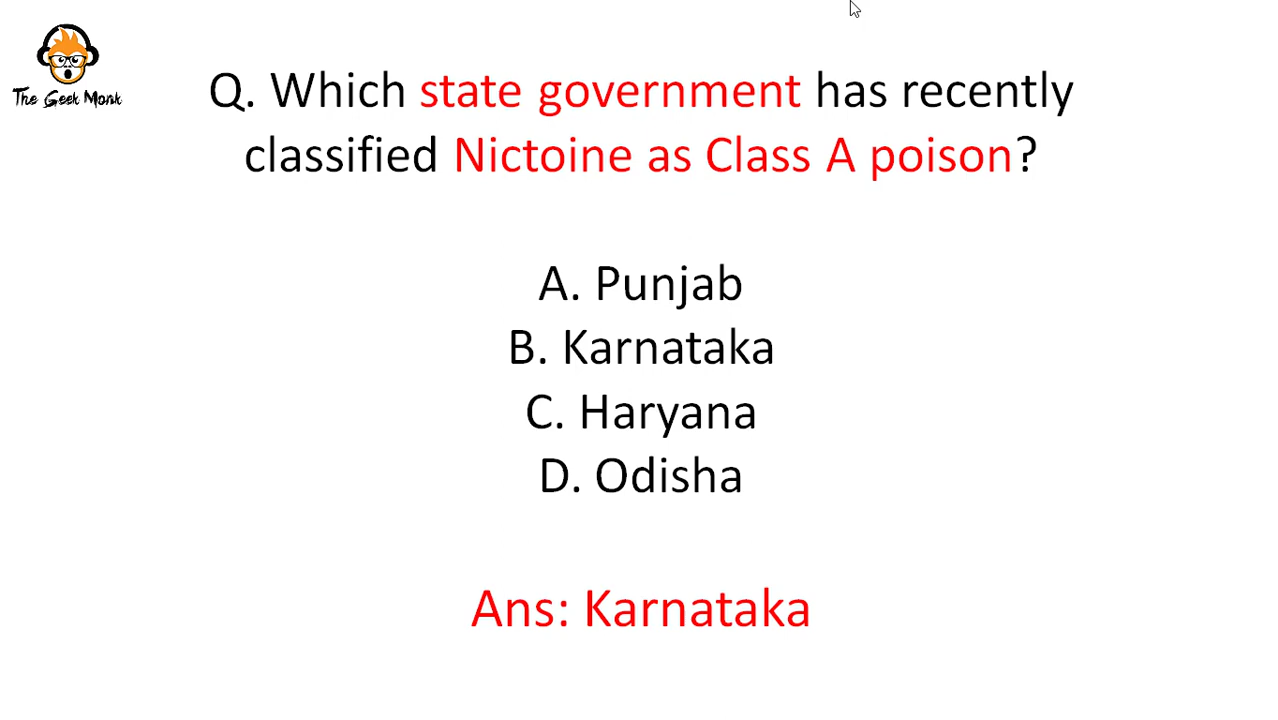 The Geek Monk
Q. Which state government has recently
classified Nictoine as Class A poison?
A. Punjab
B. Karnataka
C. Haryana
D. Odisha
Ans: Karnataka